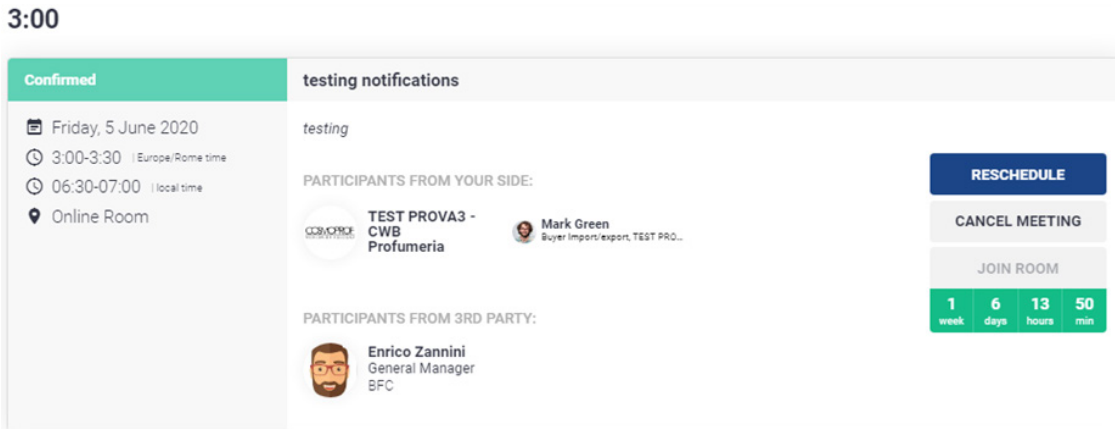 3:00
Confirmed
testing notifications
Friday, 5 June 2020
3:00-3:30 | Europe/Rome time
06:30-07:00 | local time
Online Room
testing
PARTICIPANTS FROM YOUR SIDE:
COSMOPROF
TEST PROVA3 -
CWB
Profumeria
Mark Green
Buyer Import/export, TEST PRO...
PARTICIPANTS FROM 3RD PARTY:
Enrico Zannini
General Manager
BFC
RESCHEDULE
CANCEL MEETING
JOIN ROOM
1 6 13 50
week days hours min